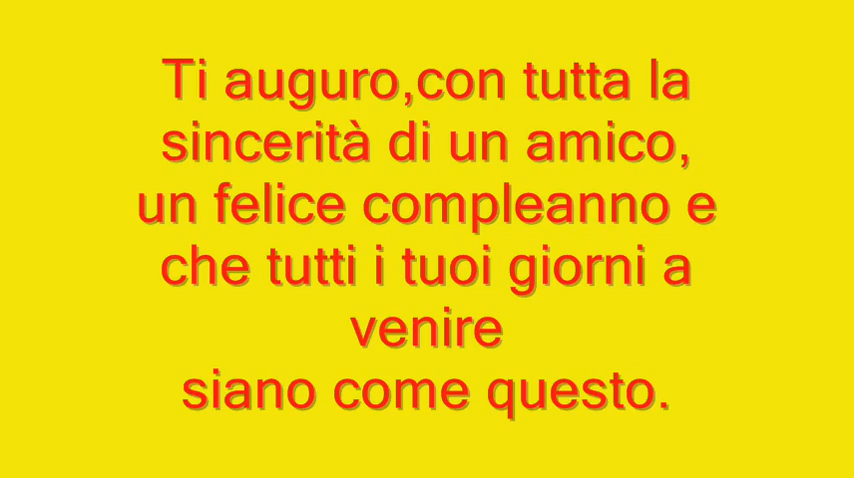 Ti auguro,con tutta la
sincerità di un amico,
un felice compleanno e
che tutti i tuoi giorni a
venire
siano come questo.